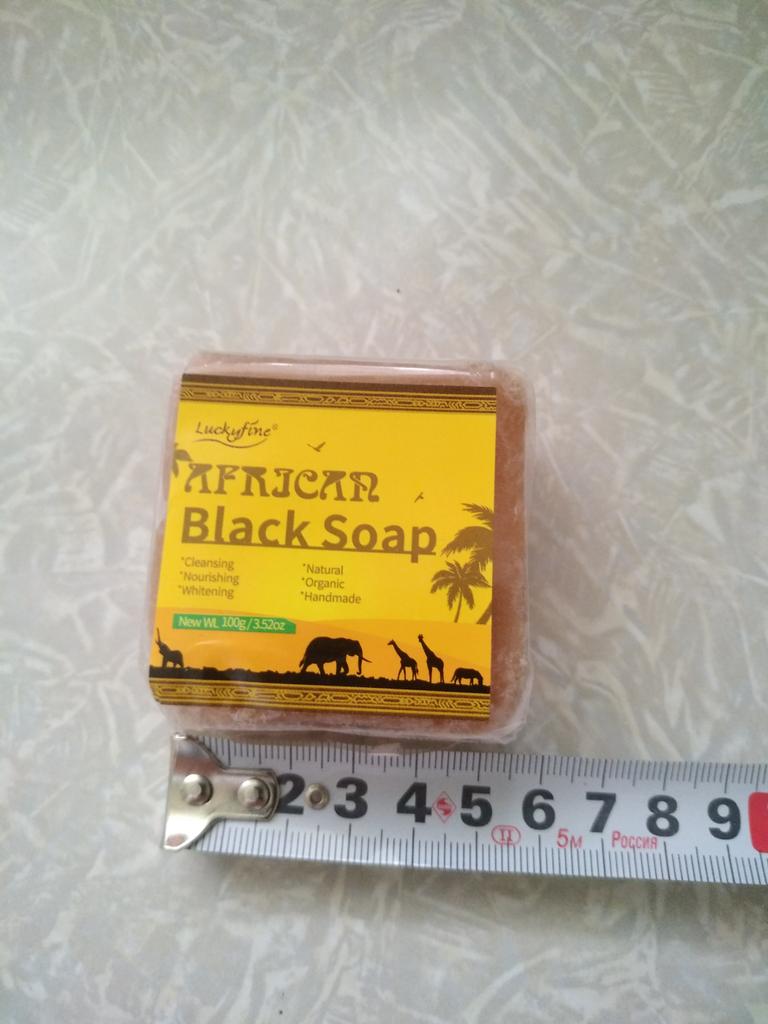 Luckyfine®
AFRICAN
Black Soap
*Cleansing
*Nourishing
*Whitening
*Natural
*Organic
*Handmade
New WL 100g/3.52oz
2 3 4 5 6 7 8 9
II 5м Россия